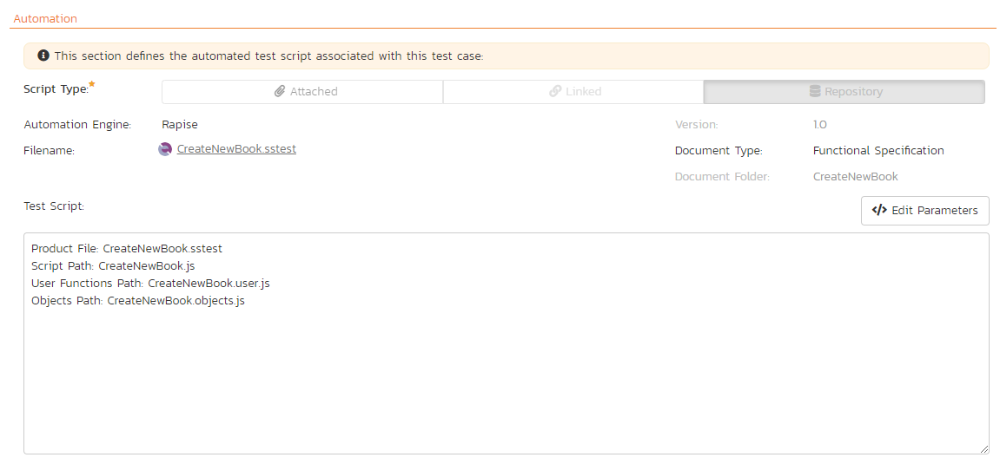 Automation
This section defines the automated test script associated with this test case:
Script Type:
Attached
Linked
Repository
Automation Engine: Rapise
Version: 1.0
Filename: CreateNewBook.sstest
Document Type: Functional Specification
Document Folder: CreateNewBook
Test Script:
Edit Parameters
Product File: CreateNewBook.sstest
Script Path: CreateNewBook.js
User Functions Path: CreateNewBook.user.js
Objects Path: CreateNewBook.objects.js